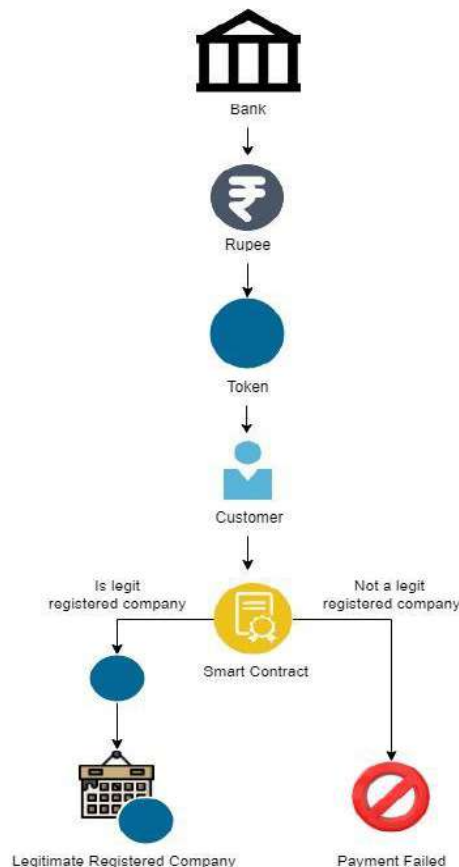 Bank
Rupee
Token
Customer
Is legit
registered company
Not a legit
registered company
Smart Contract
Legitimate Registered Company
Payment Failed